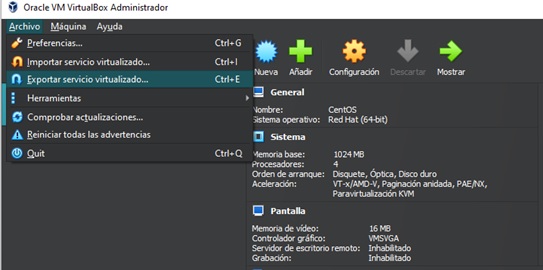 Oracle VM VirtualBox Administrador
Archivo Máquina Ayuda
Preferencias... Ctrl+G
Importar servicio virtualizado... Ctrl+I
Exportar servicio virtualizado... Ctrl+E
Herramientas
Comprobar actualizaciones...
Reiniciar todas las advertencias
Quit Ctrl+Q
Nueva Añadir Configuración Descartar Mostrar
General
Nombre: CentOS
Sistema operativo: Red Hat (64-bit)
Sistema
Memoria base: 1024 MB
Procesadores: 4
Orden de arranque: Disquete, Óptica, Disco duro
Aceleración: VT-x/AMD-V, Paginación anidada, PAE/NX,
Paravirtualización KVM
Pantalla
Memoria de vídeo: 16 MB
Controlador gráfico: VMSVGA
Servidor de escritorio remoto: Inhabilitado
Grabación: Inhabilitado